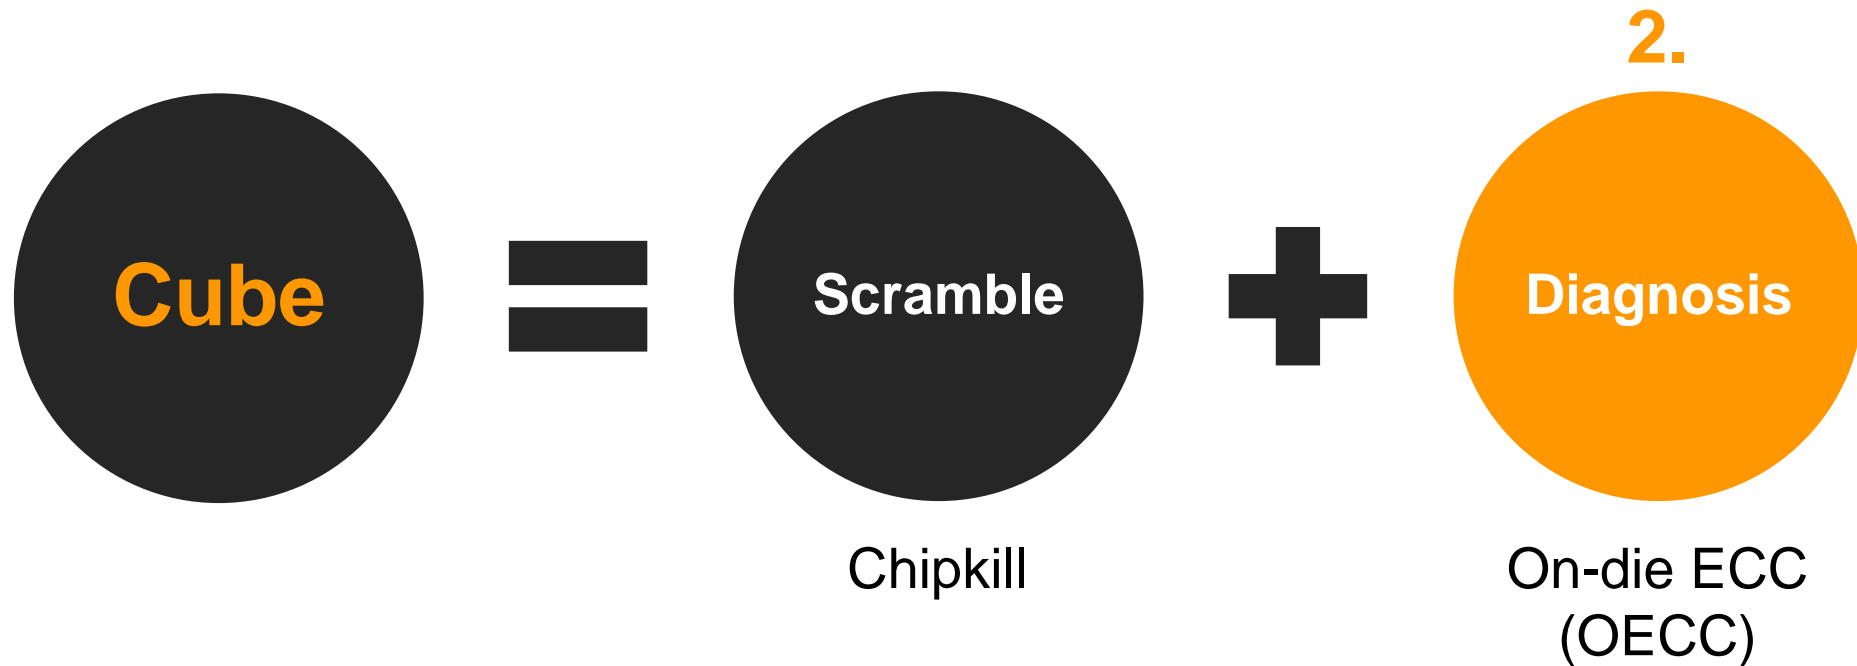 2.
Cube
Scramble
Diagnosis
Chipkill
On-die ECC
(OECC)